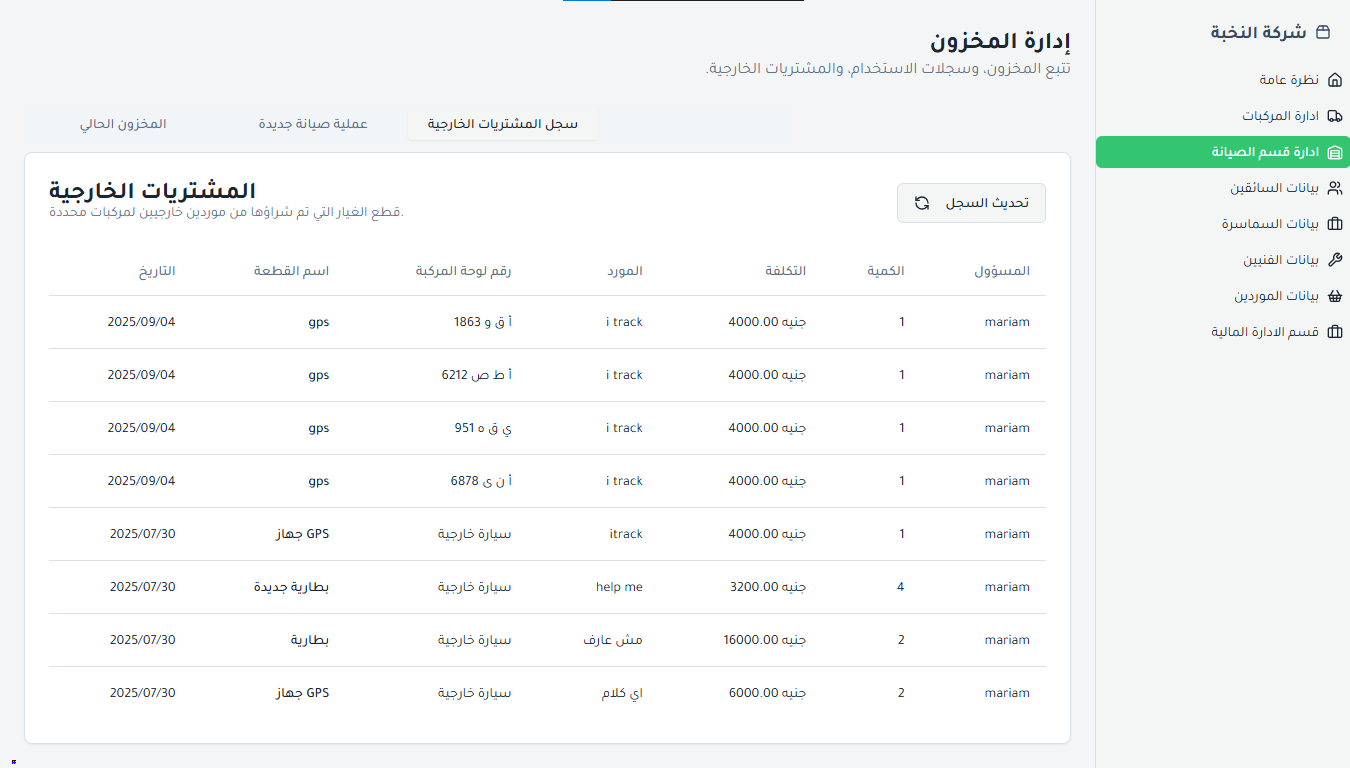 شركة النخبة
نظرة عامة
ادارة المركبات
ادارة قسم الصيانة
بيانات السائقين
بيانات السماسرة
بيانات الفنيين
بيانات الموردين
قسم الادارة المالية
إدارة المخزون
تتبع المخزون، وسجلات الاستخدام، والمشتريات الخارجية.
سجل المشتريات الخارجية عملية صيانة جديدة المخزون الحالي
المشتريات الخارجية
قطع الغيار التي تم شراؤها من موردين خارجيين لمركبات محددة.
تحديث السجل
المسؤول الكمية التكلفة المورد رقم لوحة المركبة اسم القطعة التاريخ
mariam 1 جنيه 4000.00 i track أ ق و 1863 gps 2025/09/04
mariam 1 جنيه 4000.00 i track أ ط ص 6212 gps 2025/09/04
mariam 1 جنيه 4000.00 i track ي ق ه 951 gps 2025/09/04
mariam 1 جنيه 4000.00 i track أ ن ى 6878 gps 2025/09/04
mariam 1 جنيه 4000.00 itrack سيارة خارجية GPS جهاز 2025/07/30
mariam 4 جنيه 3200.00 help me سيارة خارجية بطارية جديدة 2025/07/30
mariam 2 جنيه 16000.00 مش عارف سيارة خارجية بطارية 2025/07/30
mariam 2 جنيه 6000.00 اي كلام سيارة خارجية GPS جهاز 2025/07/30